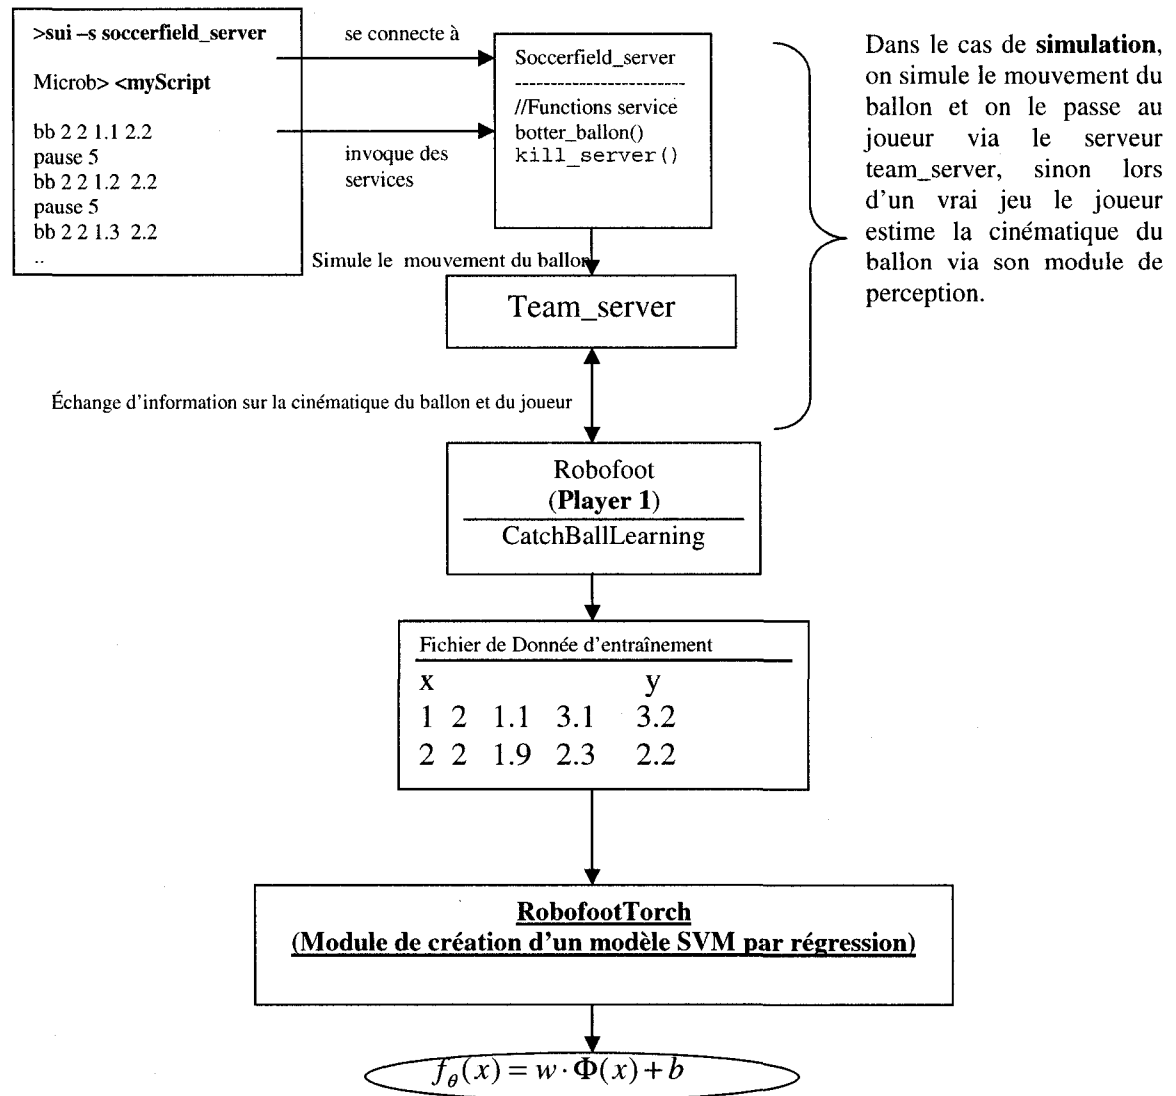 >sui –s soccerfield_server
Microb> <myScript
bb 2 2 1.1 2.2
pause 5
bb 2 2 1.2 2.2
pause 5
bb 2 2 1.3 2.2
..
se connecte à
invoque des
services
Soccerfield_server
------------------------
//Functions service
botter_ballon()
kill_server()
Dans le cas de simulation,
on simule le mouvement du
ballon et on le passe au
joueur via le serveur
team_server, sinon lors
d'un vrai jeu le joueur
estime la cinématique du
ballon via son module de
perception.
Simule le mouvement du ballon
Team_server
Échange d'information sur la cinématique du ballon et du joueur
Robofoot
(Player 1)
CatchBallLearning
Fichier de Donnée d'entraînement
x y
1 2 1.1 3.1 3.2
2 2 1.9 2.3 2.2
RobofootTorch
(Module de création d'un modèle SVM par régression)
f_θ(x) = w · Φ(x) + b